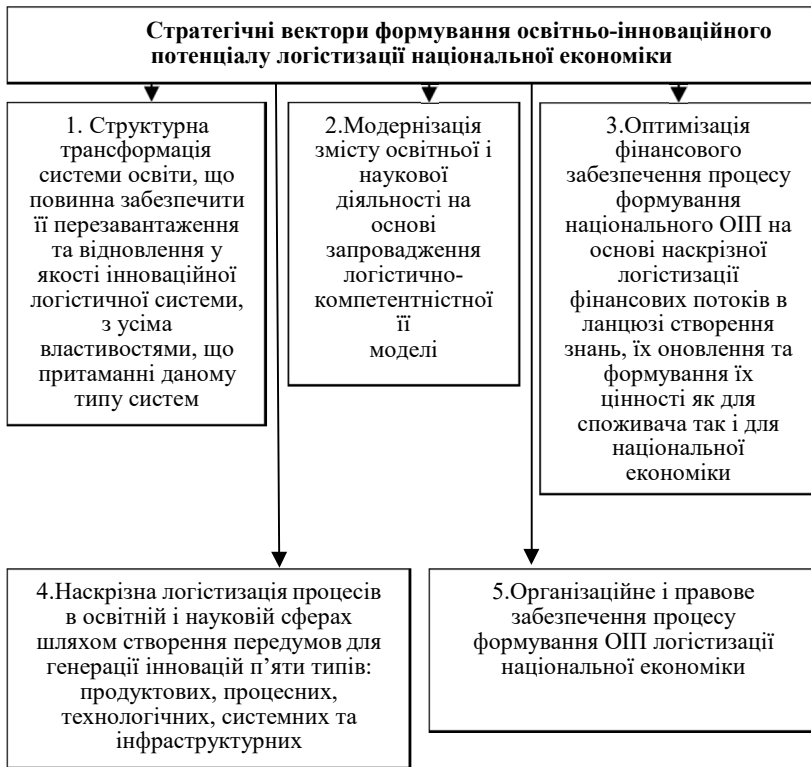 Стратегічні вектори формування освітньо-інноваційного
потенціалу логістизації національної економіки
1. Структурна
трансформація
системи освіти, що
повинна забезпечити
її перезавантаження
та відновлення у
якості інноваційної
логістичної системи,
з усіма
властивостями, що
притаманні даному
типу систем
2.Модернізація
змісту освітньої і
наукової
діяльності на
основі
запровадження
логістично-
компетентністної
її
моделі
3.Оптимізація
фінансового
забезпечення процесу
формування
національного ОІП на
основі наскрізної
логістизації
фінансових потоків в
ланцюзі створення
знань, їх оновлення та
формування їх
цінності як для
споживача так і для
національної
економіки
4.Наскрізна логістизація процесів
в освітній і науковій сферах
шляхом створення передумов для
генерації інновацій п’яти типів:
продуктових, процесних,
технологічних, системних та
інфраструктурних
5.Організаційне і правове
забезпечення процесу
формування ОІП логістизації
національної економіки